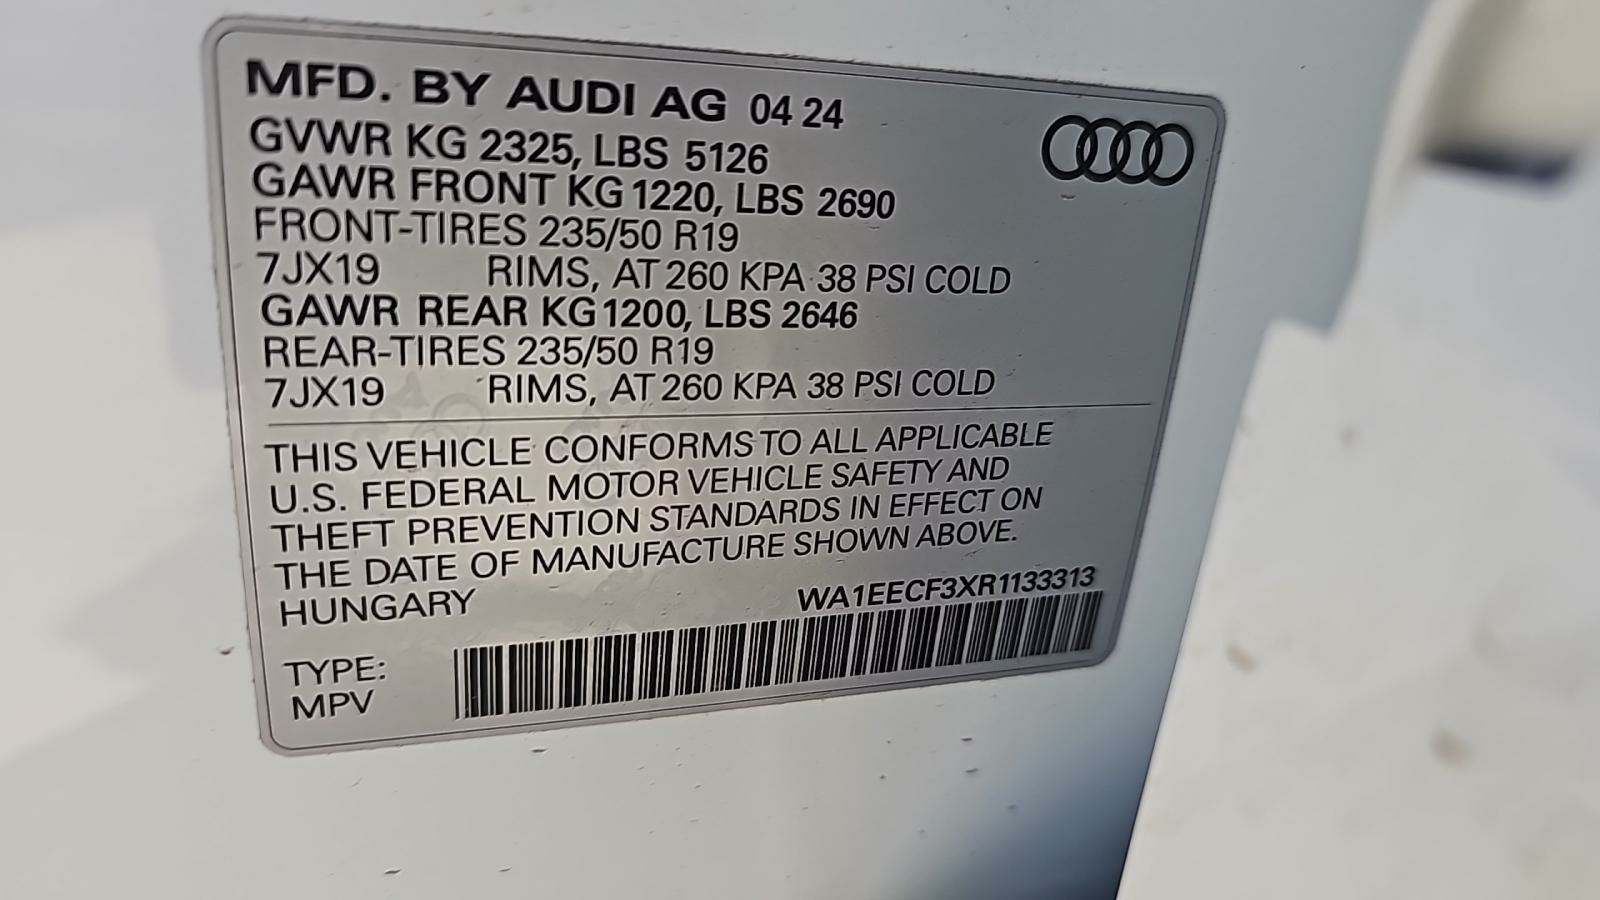 MFD. BY AUDI AG 04 24
GVWR KG 2325, LBS 5126
GAWR FRONT KG 1220, LBS 2690
FRONT-TIRES 235/50 R19
7JX19 RIMS, AT 260 KPA 38 PSI COLD
GAWR REAR KG 1200, LBS 2646
REAR-TIRES 235/50 R19
7JX19 RIMS, AT 260 KPA 38 PSI COLD
THIS VEHICLE CONFORMS TO ALL APPLICABLE
U.S. FEDERAL MOTOR VEHICLE SAFETY AND
THEFT PREVENTION STANDARDS IN EFFECT ON
THE DATE OF MANUFACTURE SHOWN ABOVE.
HUNGARY WA1EECF3XR1133313
TYPE:
MPV